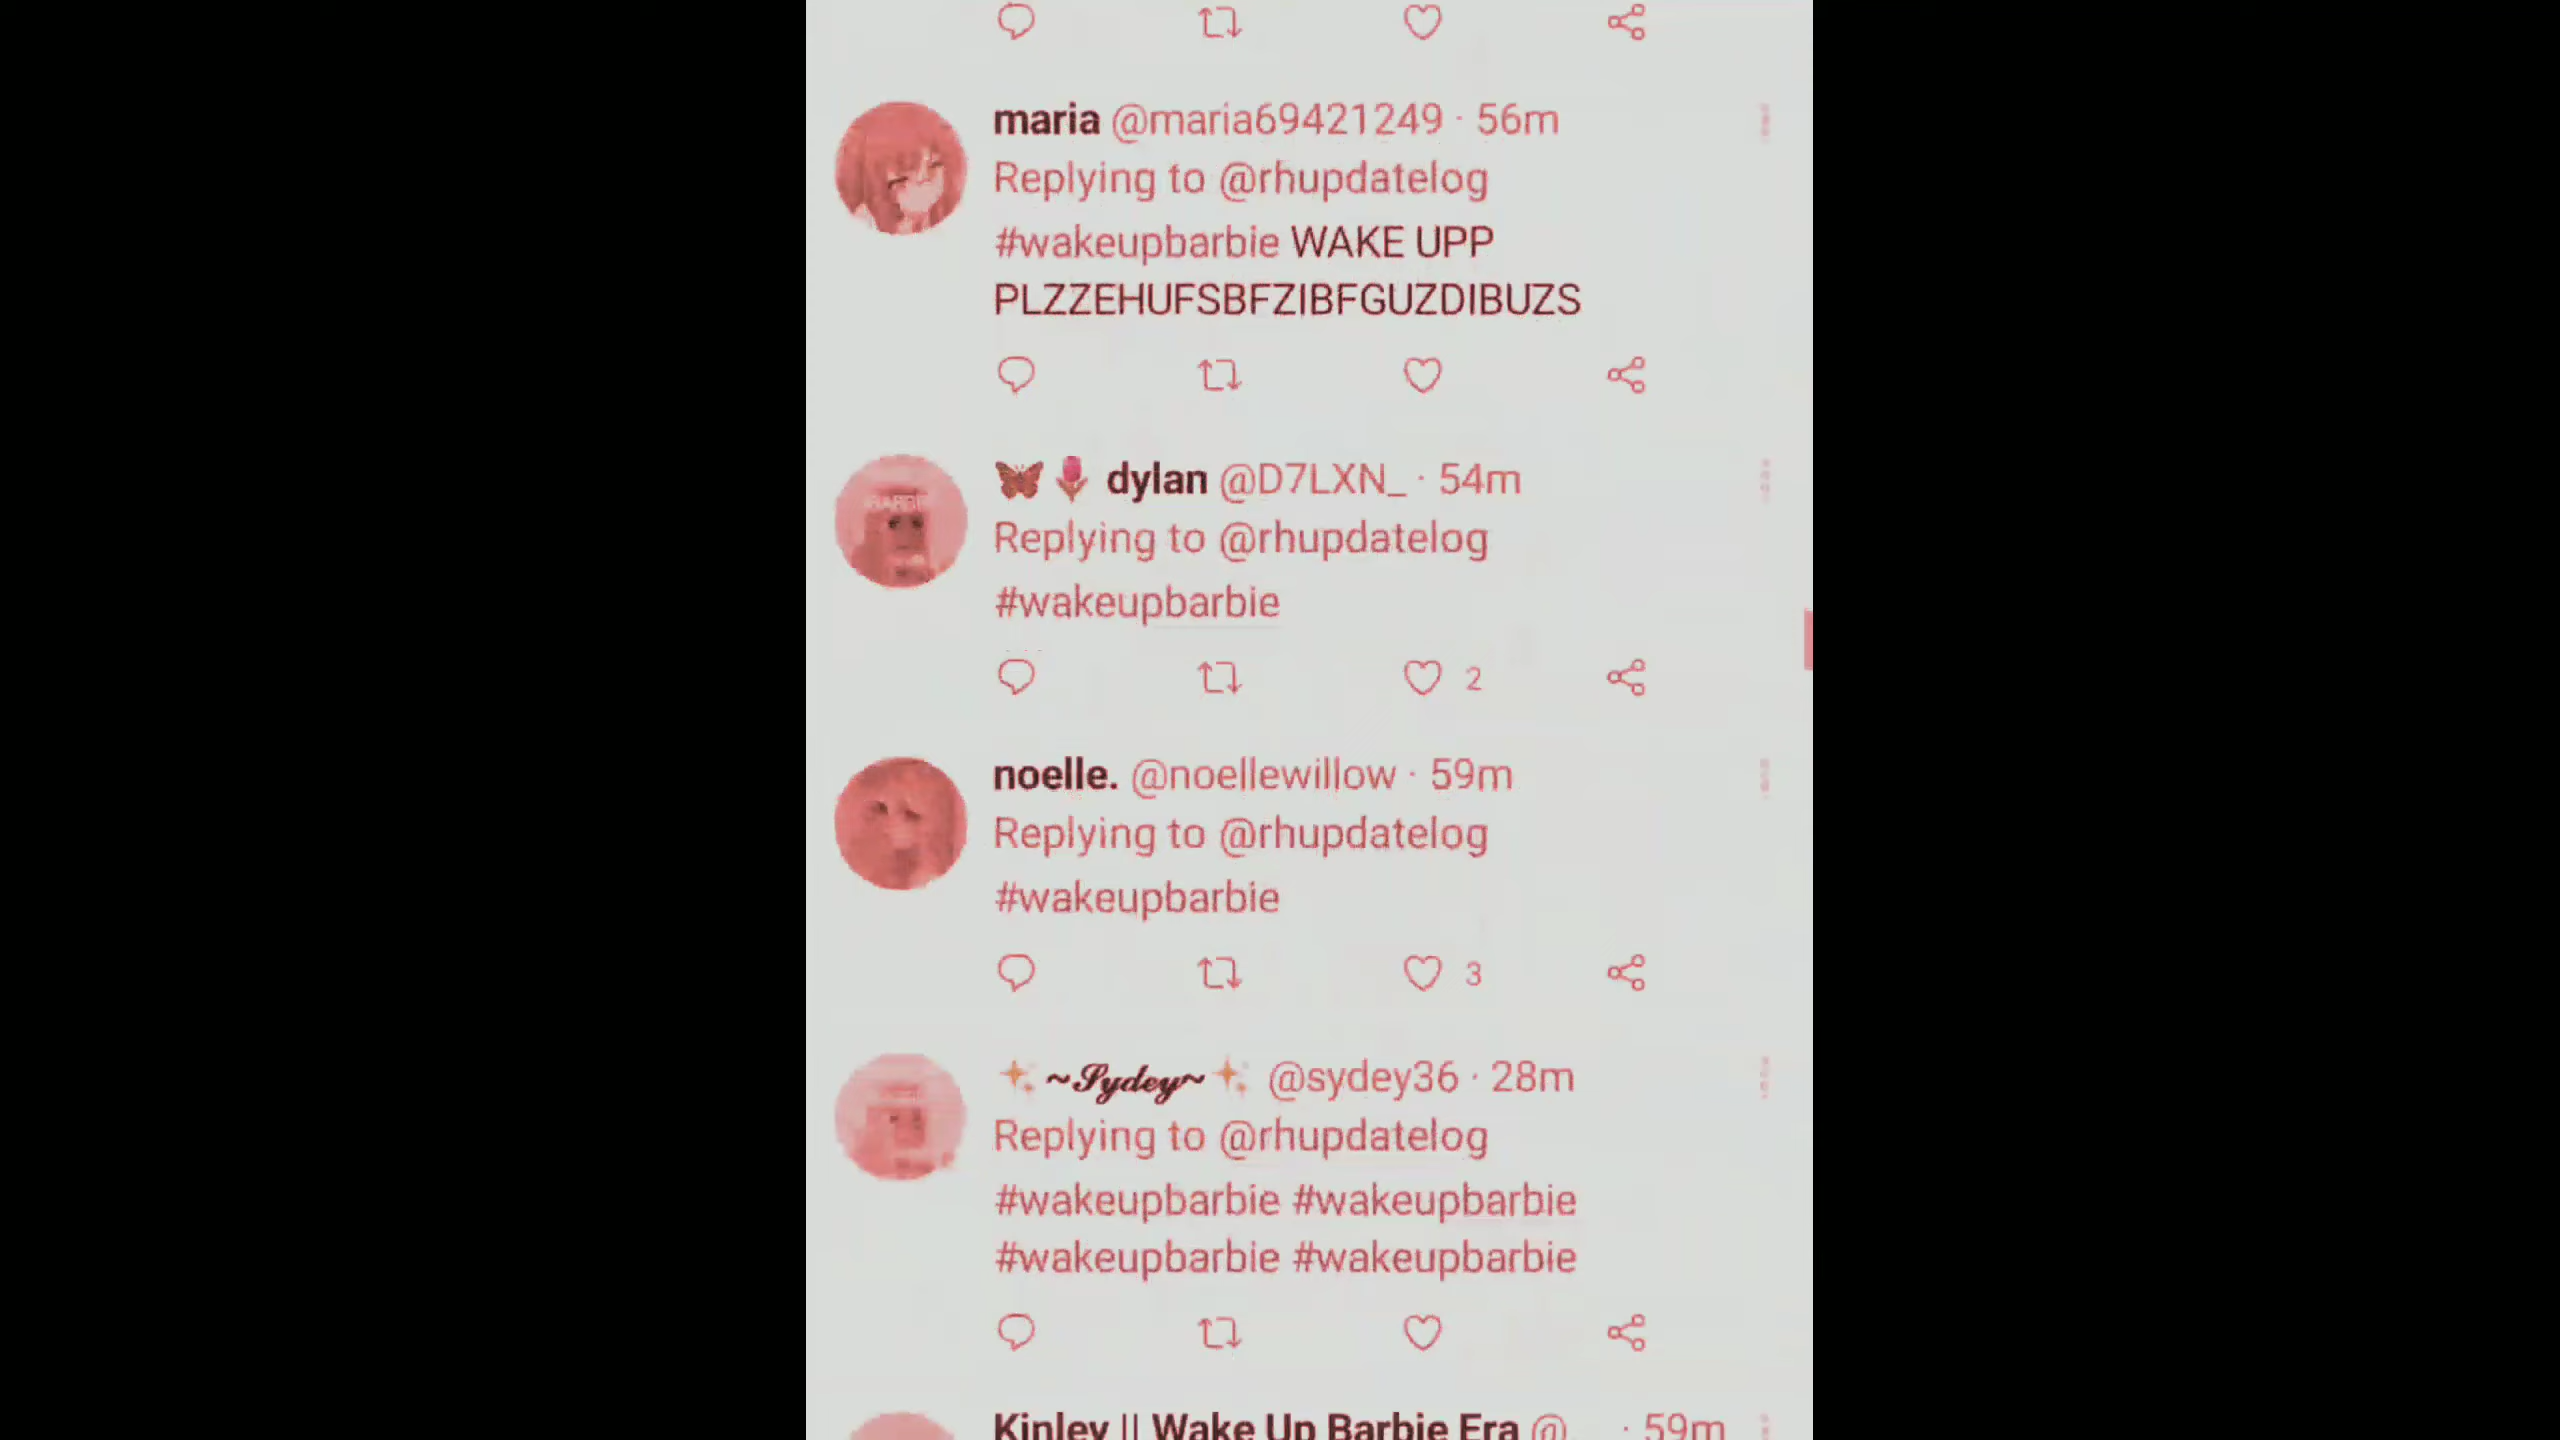 maria @maria69421249 · 56m
Replying to @rhupdatelog
#wakeupbarbie WAKE UPP
PLZZEHUFSBFZIBFGUZDIBUZS
🦋🌷 dylan @D7LXN_ · 54m
Replying to @rhupdatelog
#wakeupbarbie
2
noelle. @noellewillow · 59m
Replying to @rhupdatelog
#wakeupbarbie
3
✨~𝒮𝓎𝒹𝑒𝓎~✨ @sydey36 · 28m
Replying to @rhupdatelog
#wakeupbarbie #wakeupbarbie
#wakeupbarbie #wakeupbarbie
Kinley || Wake Up Barbie Era @... · 59m